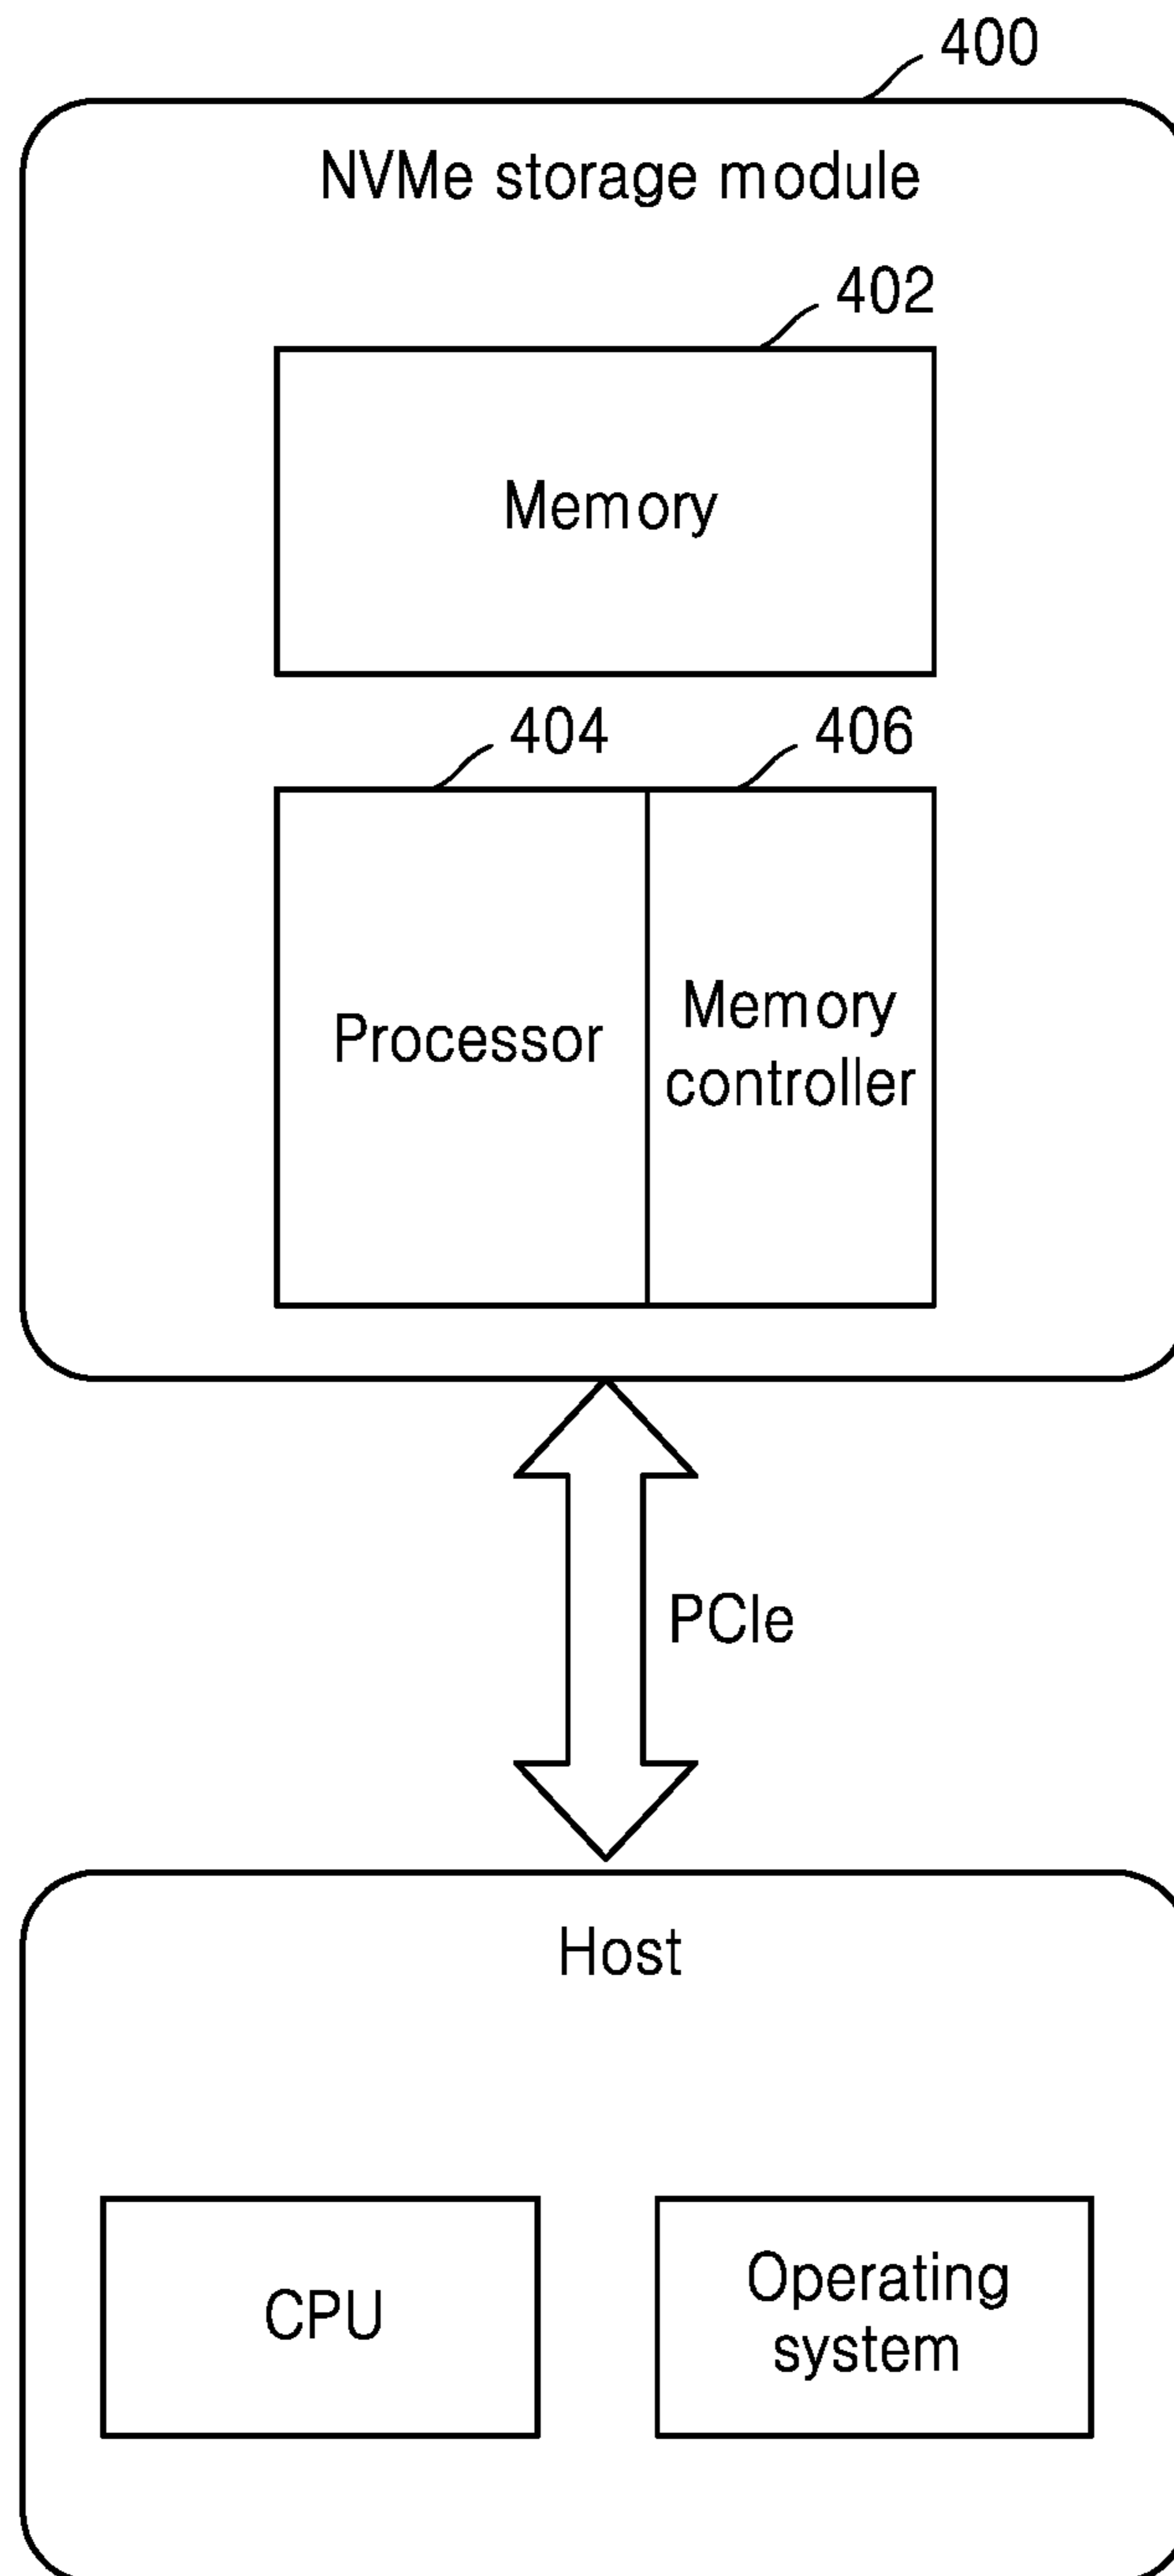 400
NVMe storage module
402
Memory
404
406
Processor
Memory
controller
PCIe
Host
CPU
Operating
system